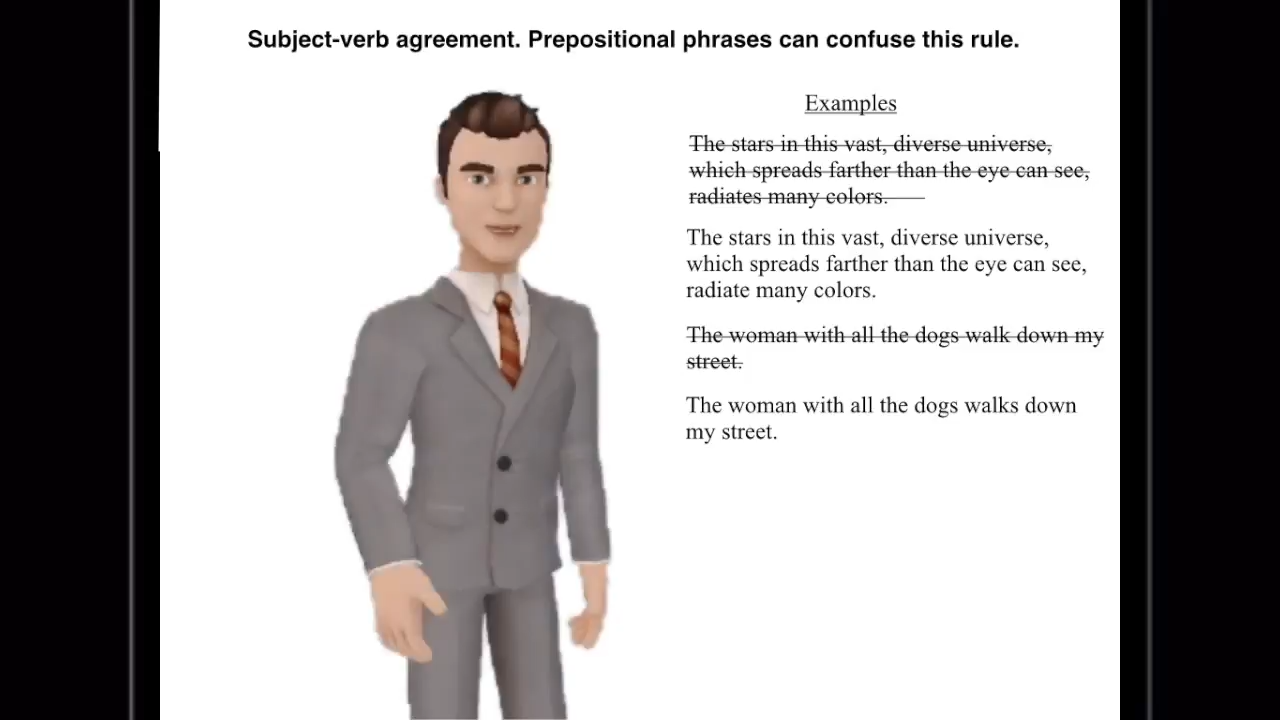 Subject-verb agreement. Prepositional phrases can confuse this rule.
Examples
The stars in this vast, diverse universe,
which spreads farther than the eye can see,
radiates many colors.
The stars in this vast, diverse universe,
which spreads farther than the eye can see,
radiate many colors.
The woman with all the dogs walk down my
street.
The woman with all the dogs walks down
my street.